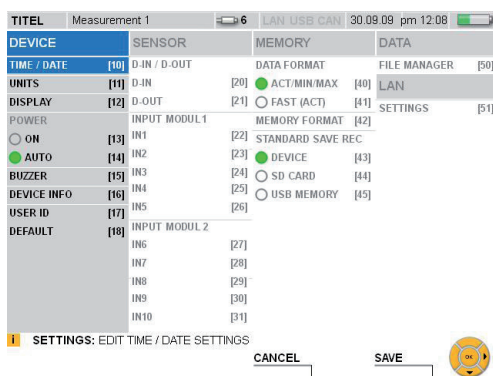 TITEL Measurement 1 6 LAN USB CAN 30.09.09 pm 12:08
DEVICE
TIME / DATE [10]
UNITS [11]
DISPLAY [12]
POWER
ON [13]
AUTO [14]
BUZZER [15]
DEVICE INFO [16]
USER ID [17]
DEFAULT [18]
SENSOR
D-IN / D-OUT
D-IN [20]
D-OUT [21]
INPUT MODUL1
IN1 [22]
IN2 [23]
IN3 [24]
IN4 [25]
IN5 [26]
INPUT MODUL 2
IN6 [27]
IN7 [28]
IN8 [29]
IN9 [30]
IN10 [31]
MEMORY
DATA FORMAT
ACT/MIN/MAX [40]
FAST (ACT) [41]
MEMORY FORMAT [42]
STANDARD SAVE REC
DEVICE [43]
SD CARD [44]
USB MEMORY [45]
DATA
FILE MANAGER [50]
LAN
SETTINGS [51]
i SETTINGS: EDIT TIME / DATE SETTINGS
CANCEL SAVE OK